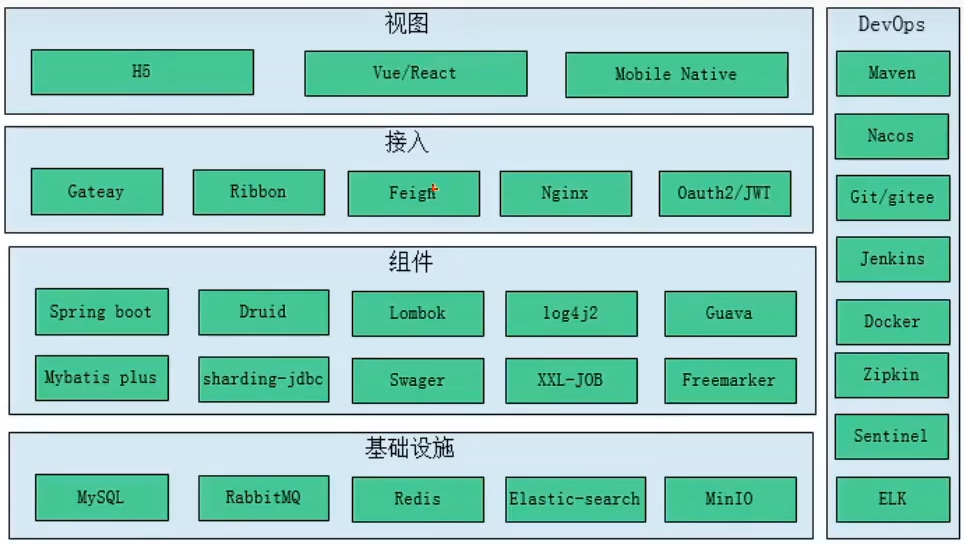 视图
H5
Vue/React
Mobile Native
接入
Gateay
Ribbon
Feign
Nginx
Oauth2/JWT
组件
Spring boot
Druid
Lombok
log4j2
Guava
Mybatis plus
sharding-jdbc
Swager
XXL-JOB
Freemarker
基础设施
MySQL
RabbitMQ
Redis
Elastic-search
MinIO
DevOps
Maven
Nacos
Git/gitee
Jenkins
Docker
Zipkin
Sentinel
ELK